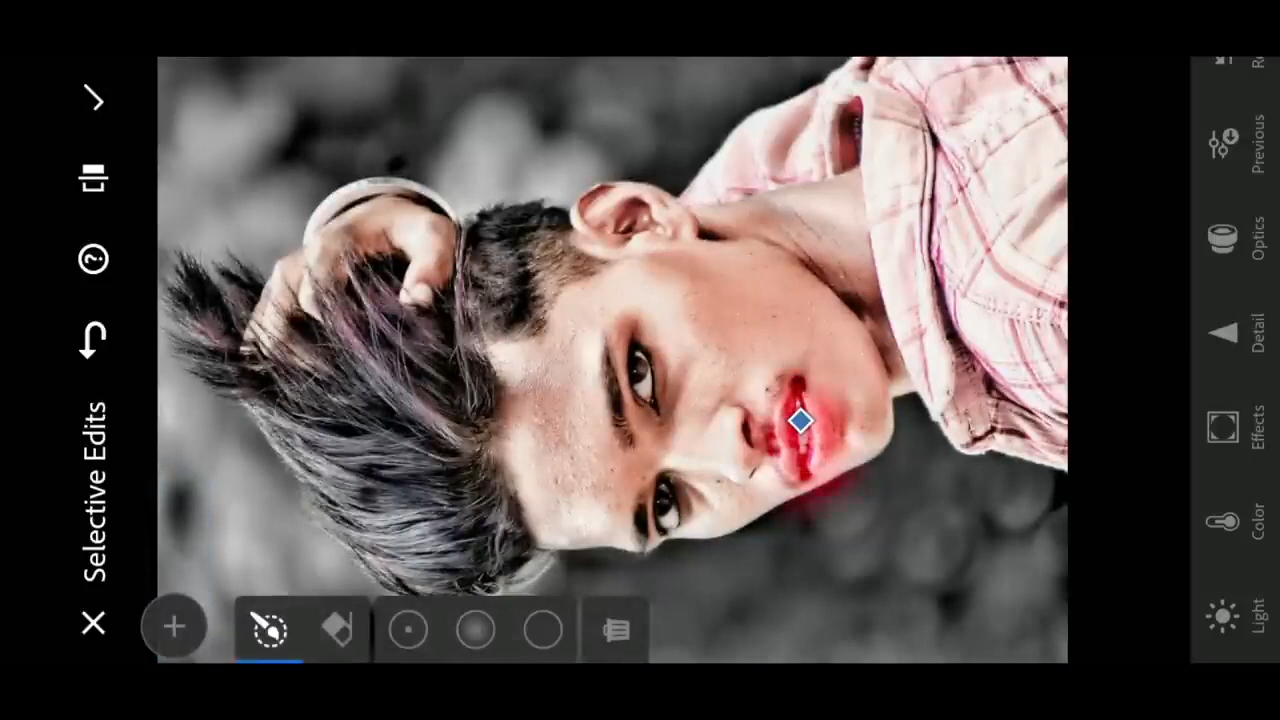 Selective Edits
Light
Color
Effects
Detail
Optics
Previous